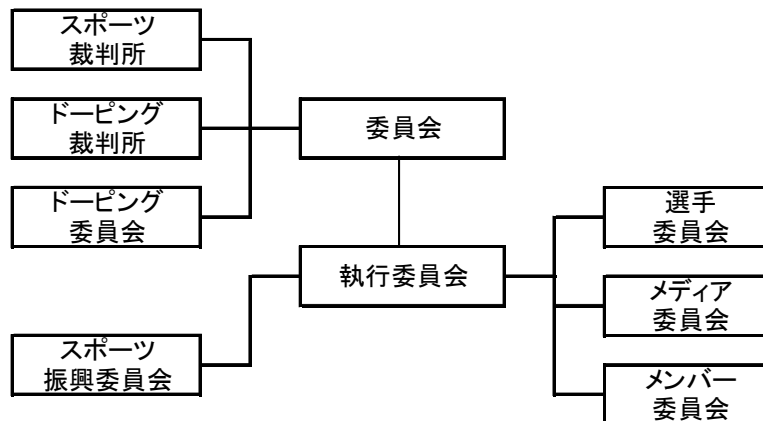 スポーツ
裁判所
ドーピング
裁判所
委員会
ドーピング
委員会
選手
委員会
執行委員会
メディア
委員会
スポーツ
振興委員会
メンバー
委員会